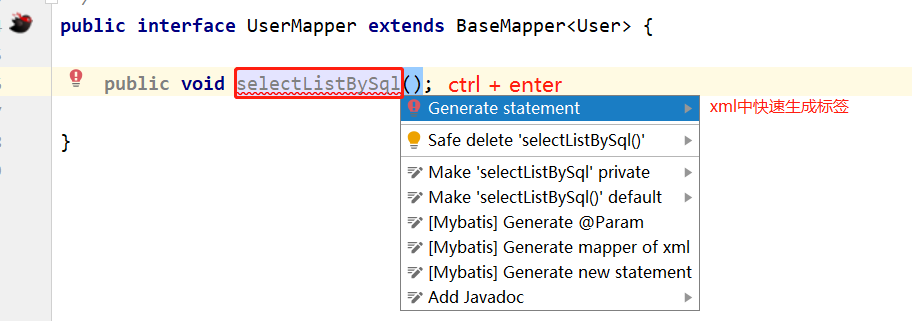 public interface UserMapper extends BaseMapper<User> {
public void selectListBySql(); ctrl + enter
Generate statement
xml中快速生成标签
Safe delete 'selectListBySql()'
}
Make 'selectListBySql' private
Make 'selectListBySql()' default
[Mybatis] Generate @Param
[Mybatis] Generate mapper of xml
[Mybatis] Generate new statement
Add Javadoc